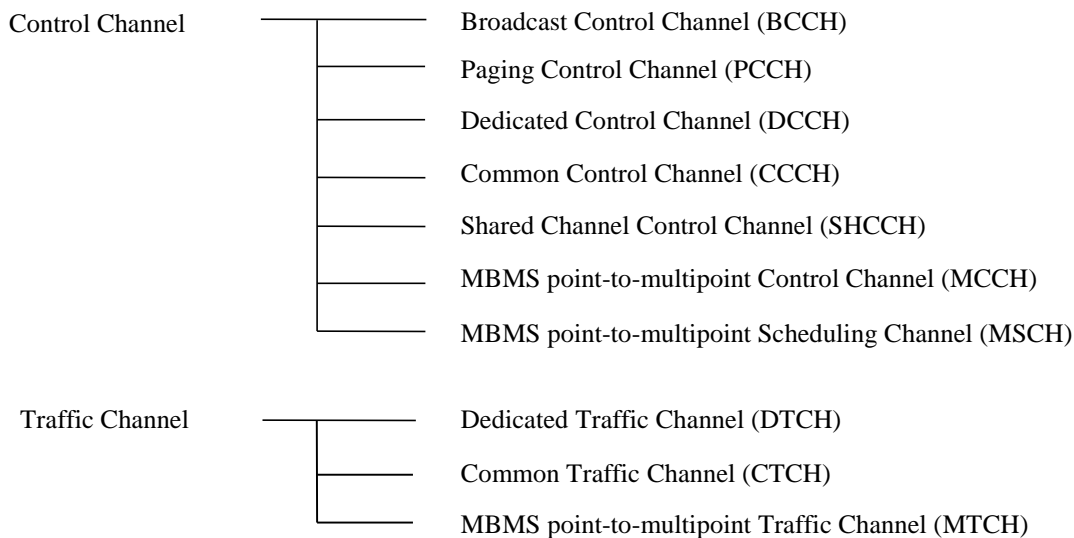 Control Channel
Broadcast Control Channel (BCCH)
Paging Control Channel (PCCH)
Dedicated Control Channel (DCCH)
Common Control Channel (CCCH)
Shared Channel Control Channel (SHCCH)
MBMS point-to-multipoint Control Channel (MCCH)
MBMS point-to-multipoint Scheduling Channel (MSCH)
Traffic Channel
Dedicated Traffic Channel (DTCH)
Common Traffic Channel (CTCH)
MBMS point-to-multipoint Traffic Channel (MTCH)